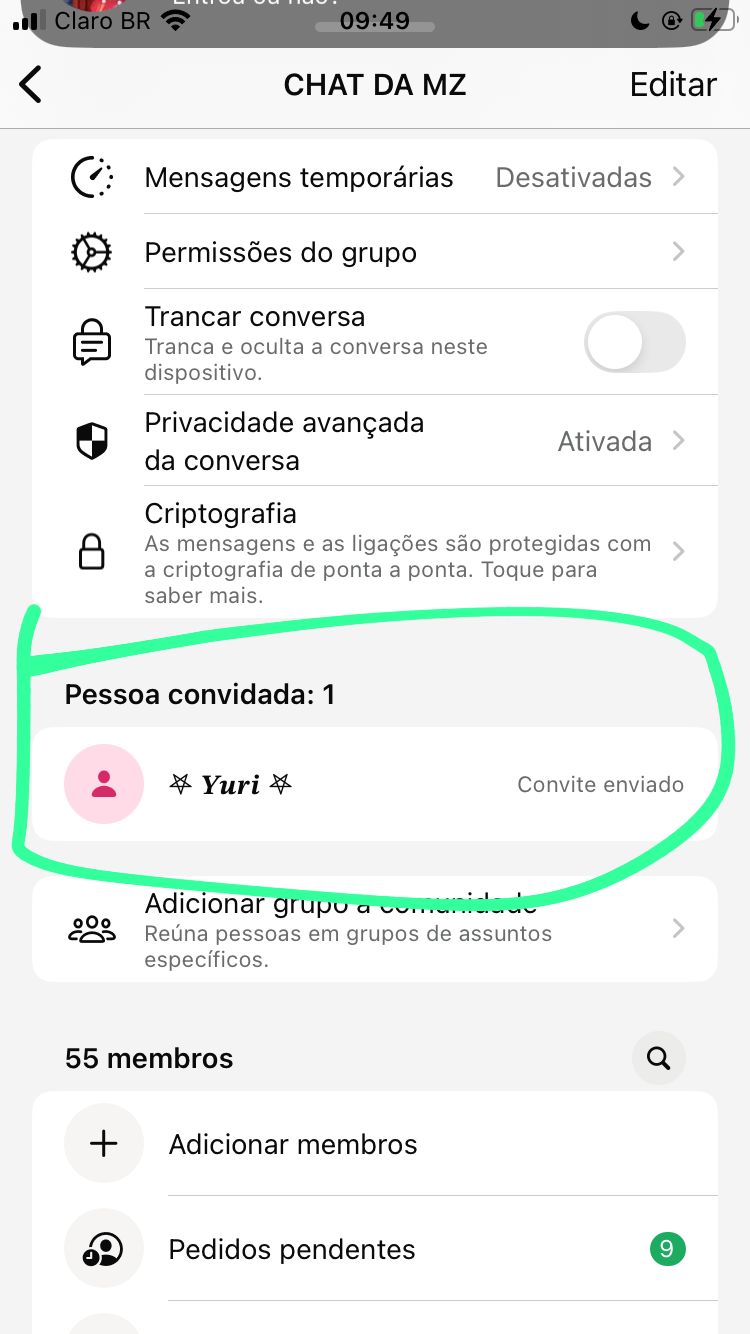 Entrou ou não?
Claro BR 09:49
CHAT DA MZ Editar
Mensagens temporárias Desativadas
Permissões do grupo
Trancar conversa
Tranca e oculta a conversa neste
dispositivo.
Privacidade avançada
da conversa
Ativada
Criptografia
As mensagens e as ligações são protegidas com
a criptografia de ponta a ponta. Toque para
saber mais.
Pessoa convidada: 1
⛧ Yuri ⛧ Convite enviado
Adicionar grupo a comunidade
Reúna pessoas em grupos de assuntos
específicos.
55 membros
Adicionar membros
Pedidos pendentes 9